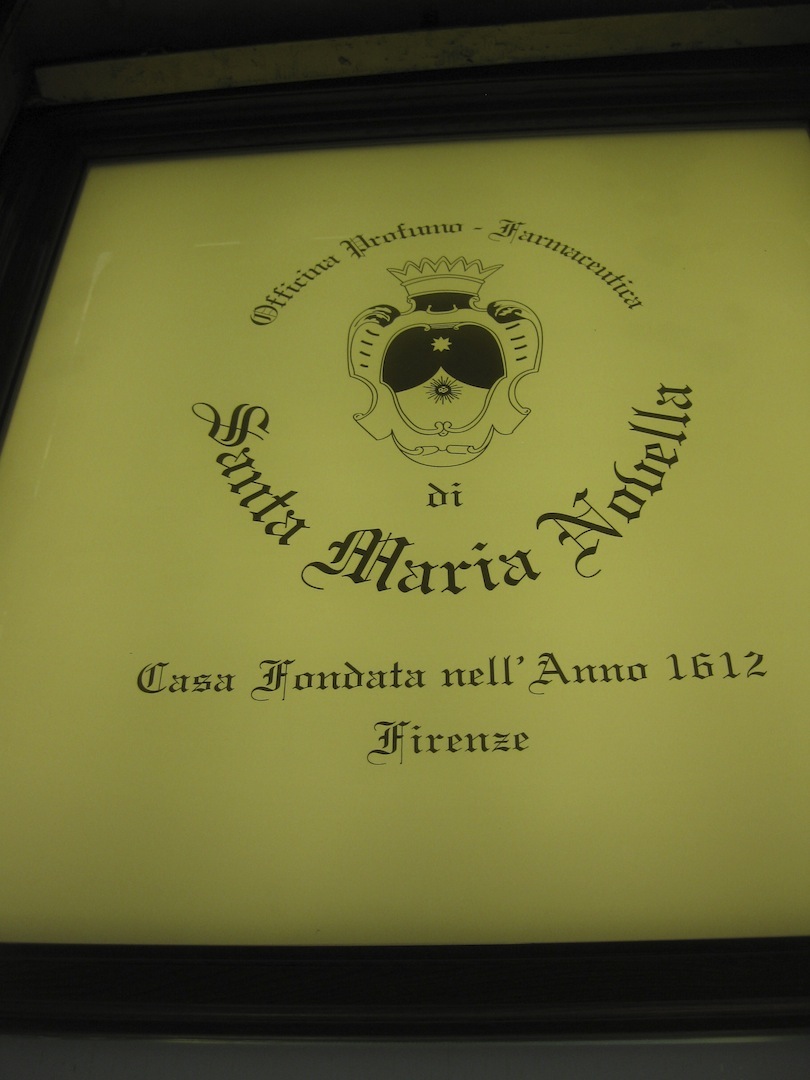 Officina Profumo - Farmaceutica
di
Santa Maria Novella
Casa Fondata nell'Anno 1612
Firenze